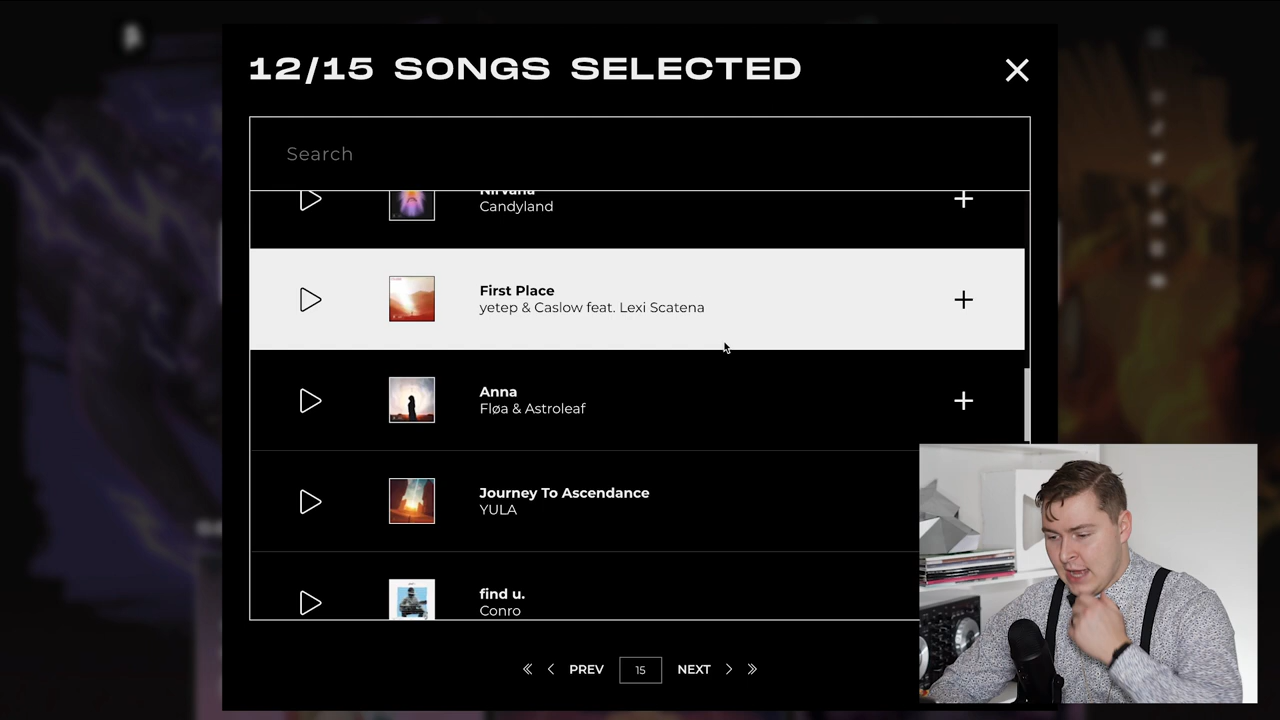 12/15 SONGS SELECTED
Search
Nirvana
Candyland
First Place
yetep & Caslow feat. Lexi Scatena
Anna
Fløa & Astroleaf
Journey To Ascendance
YULA
find u.
Conro
PREV 15 NEXT